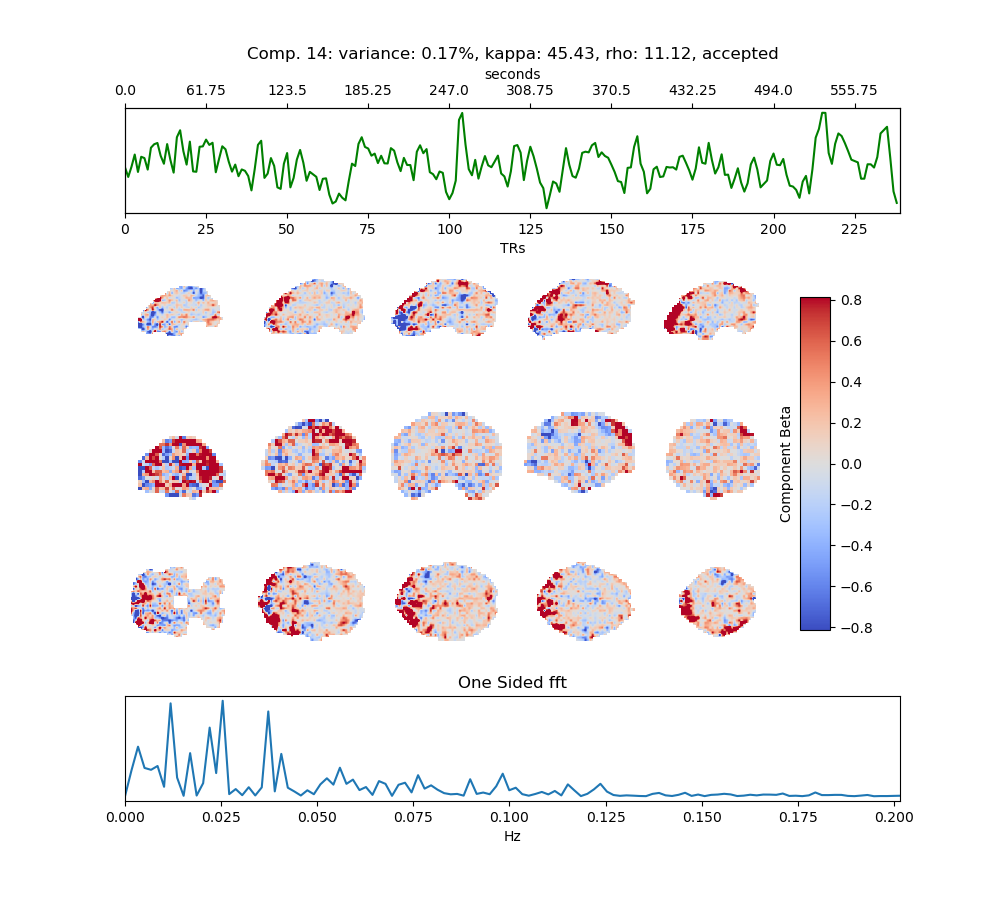 Comp. 14: variance: 0.17%, kappa: 45.43, rho: 11.12, accepted
seconds
0.0 61.75 123.5 185.25 247.0 308.75 370.5 432.25 494.0 555.75
0 25 50 75 100 125 150 175 200 225
TRs
0.8
0.6
0.4
0.2
0.0
−0.2
−0.4
−0.6
−0.8
Component Beta
One Sided fft
0.000 0.025 0.050 0.075 0.100 0.125 0.150 0.175 0.200
Hz